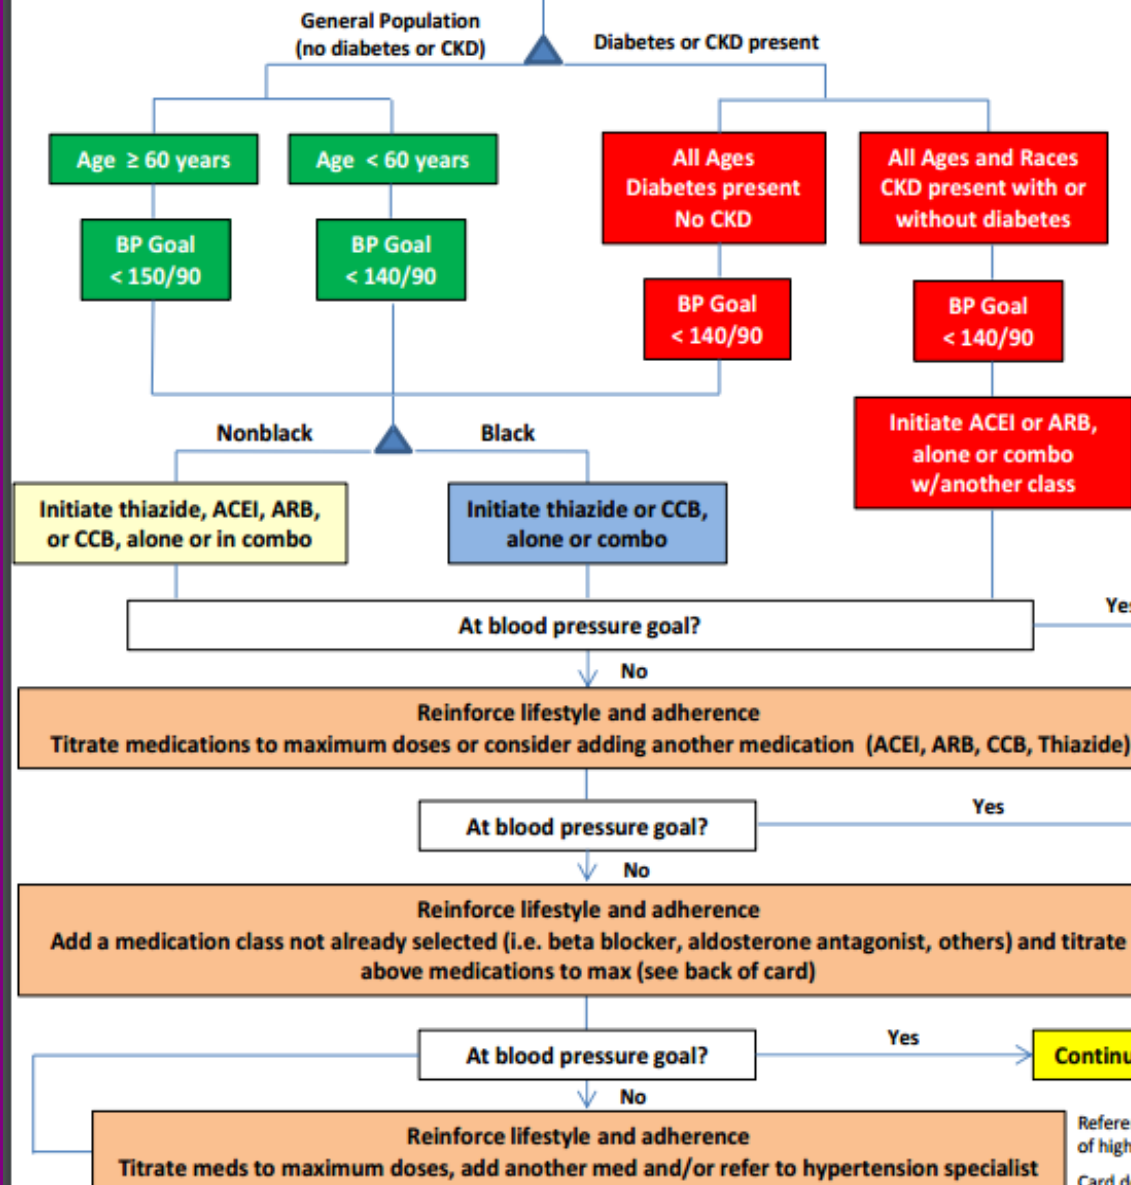 General Population
(no diabetes or CKD)
Diabetes or CKD present
Age ≥ 60 years
Age < 60 years
All Ages
Diabetes present
No CKD
All Ages and Races
CKD present with or
without diabetes
BP Goal
< 150/90
BP Goal
< 140/90
BP Goal
< 140/90
BP Goal
< 140/90
Nonblack
Black
Initiate ACEI or ARB,
alone or combo
w/another class
Initiate thiazide, ACEI, ARB,
or CCB, alone or in combo
Initiate thiazide or CCB,
alone or combo
At blood pressure goal?
Yes
No
Reinforce lifestyle and adherence
Titrate medications to maximum doses or consider adding another medication (ACEI, ARB, CCB, Thiazide)
At blood pressure goal?
Yes
No
Reinforce lifestyle and adherence
Add a medication class not already selected (i.e. beta blocker, aldosterone antagonist, others) and titrate
above medications to max (see back of card)
At blood pressure goal?
Yes
Continu
No
Reinforce lifestyle and adherence
Titrate meds to maximum doses, add another med and/or refer to hypertension specialist
Refere
of high
Card d